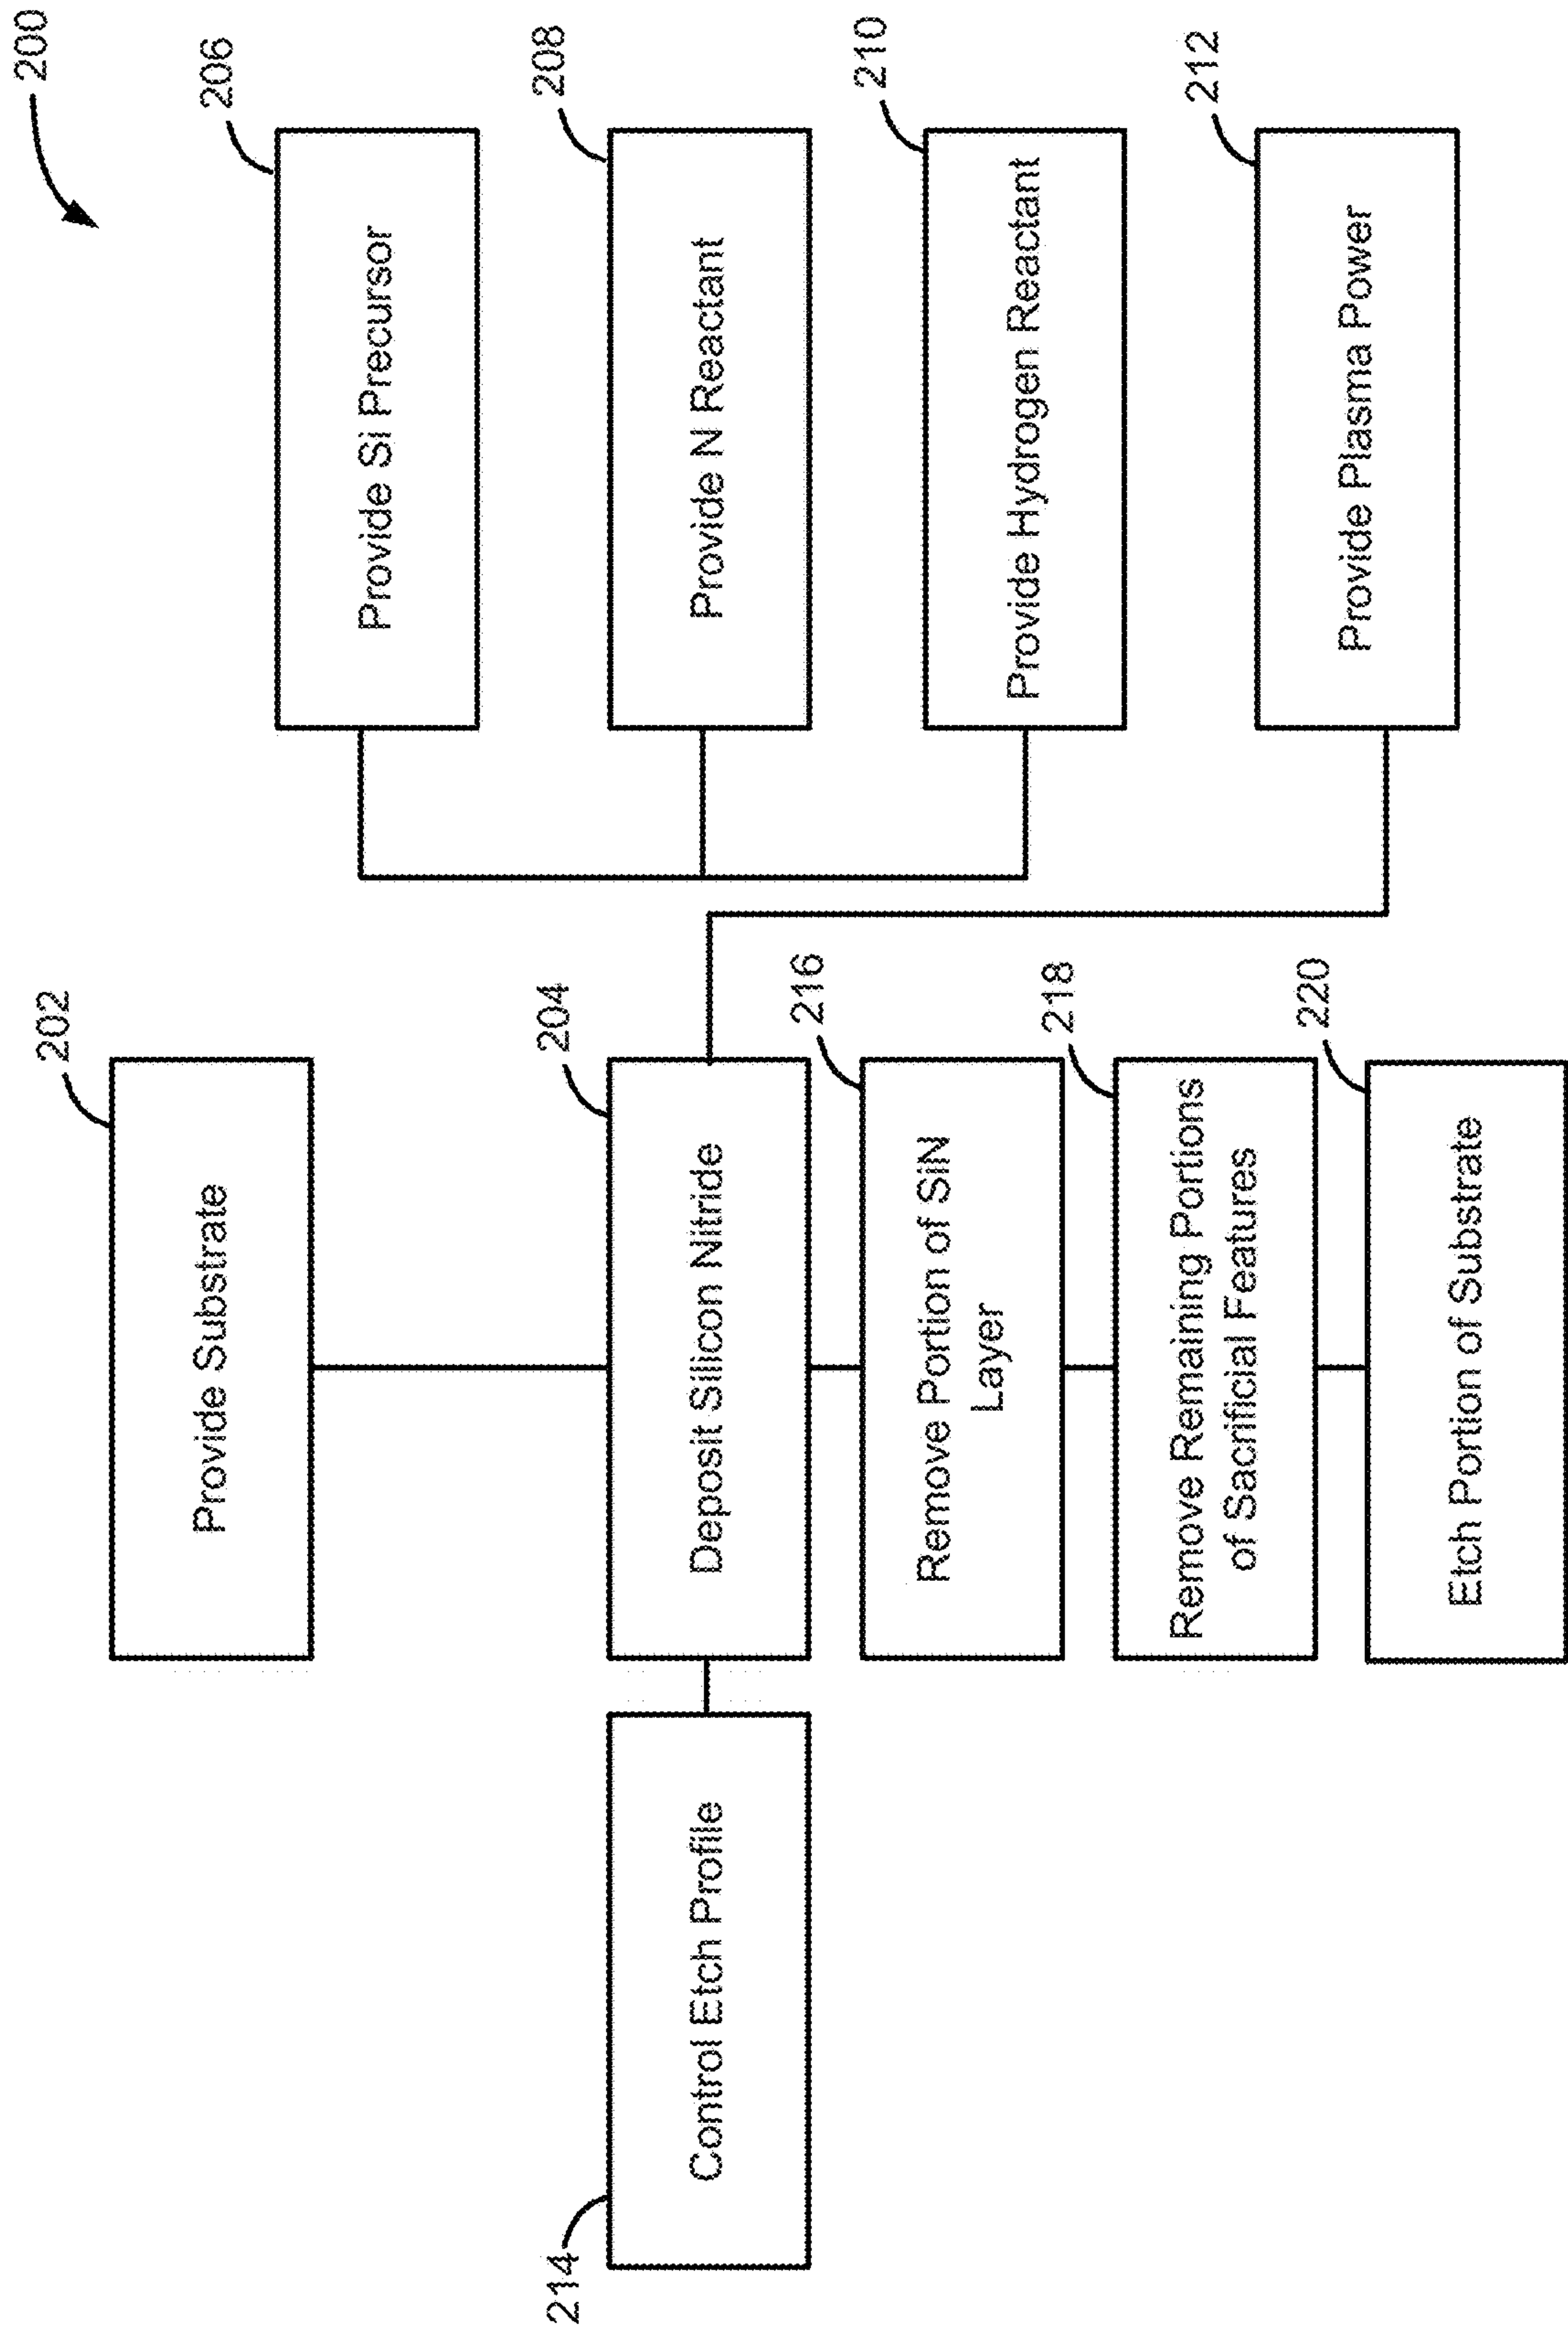 200
202
Provide Substrate
206
Provide Si Precursor
204
Deposit Silicon Nitride
208
Provide N Reactant
210
Provide Hydrogen Reactant
212
Provide Plasma Power
214
Control Etch Profile
216
Remove Portion of SiN
Layer
218
Remove Remaining Portions
of Sacrificial Features
220
Etch Portion of Substrate